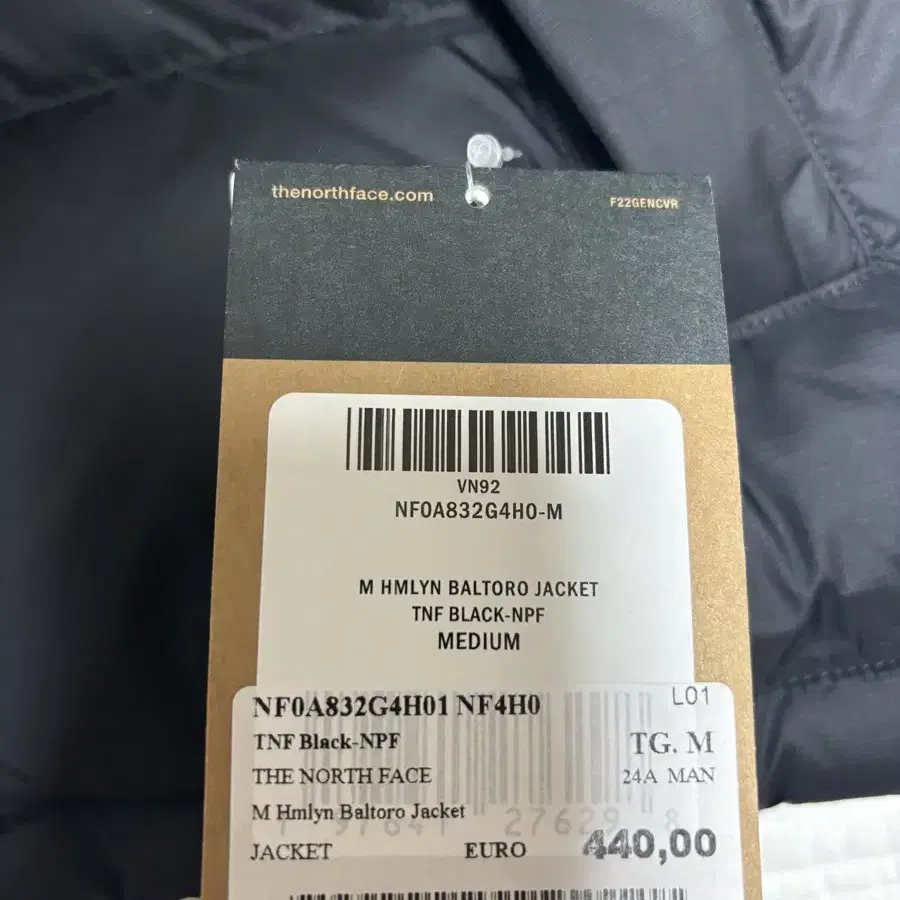 thenorthface.com
F22GENCVR
VN92
NF0A832G4H0-M
M HMLYN BALTORO JACKET
TNF BLACK-NPF
MEDIUM
L01
NF0A832G4H01 NF4H0
TNF Black-NPF
TG. M
THE NORTH FACE
24A MAN
M Hmlyn Baltoro Jacket
JACKET
EURO
440,00